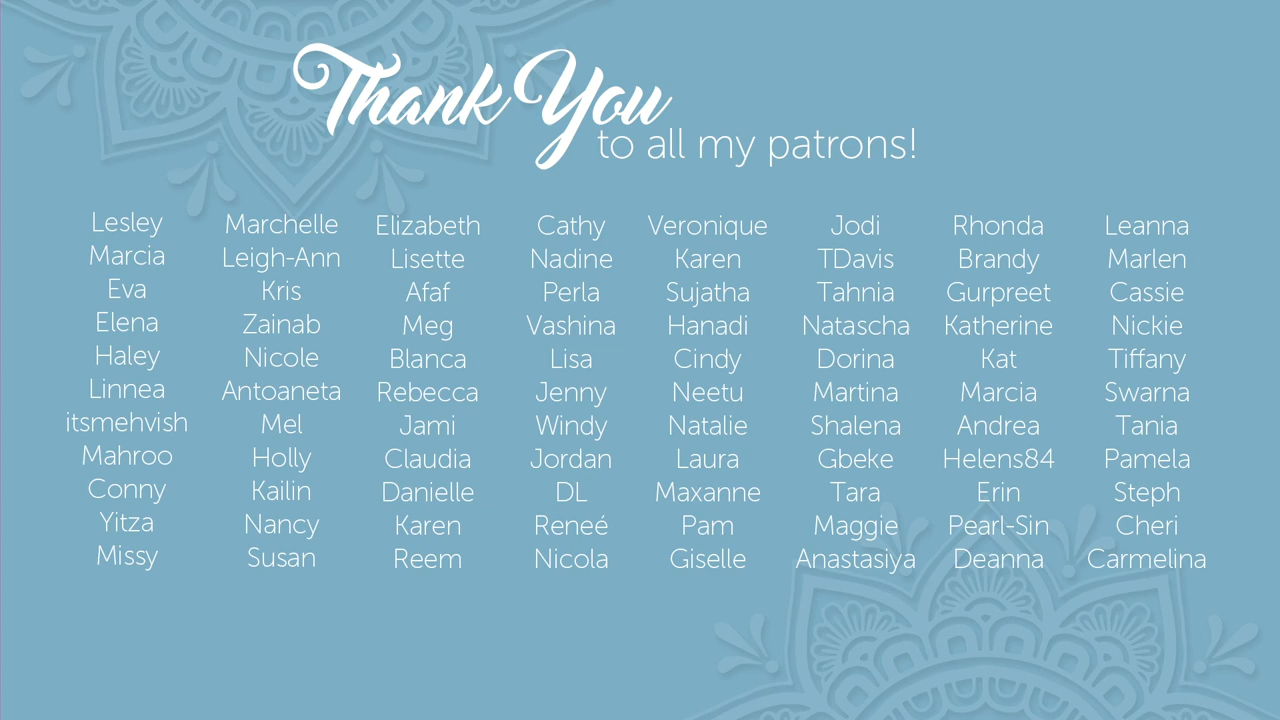 Thank You
to all my patrons!
Lesley
Marcia
Eva
Elena
Haley
Linnea
itsmehvish
Mahroo
Conny
Yitza
Missy
Marchelle
Leigh-Ann
Kris
Zainab
Nicole
Antoaneta
Mel
Holly
Kailin
Nancy
Susan
Elizabeth
Lisette
Afaf
Meg
Blanca
Rebecca
Jami
Claudia
Danielle
Karen
Reem
Cathy
Nadine
Perla
Vashina
Lisa
Jenny
Windy
Jordan
DL
Reneé
Nicola
Veronique
Karen
Sujatha
Hanadi
Cindy
Neetu
Natalie
Laura
Maxanne
Pam
Giselle
Jodi
TDavis
Tahnia
Natascha
Dorina
Martina
Shalena
Gbeke
Tara
Maggie
Anastasiya
Rhonda
Brandy
Gurpreet
Katherine
Kat
Marcia
Andrea
Helens84
Erin
Pearl-Sin
Deanna
Leanna
Marlen
Cassie
Nickie
Tiffany
Swarna
Tania
Pamela
Steph
Cheri
Carmelina